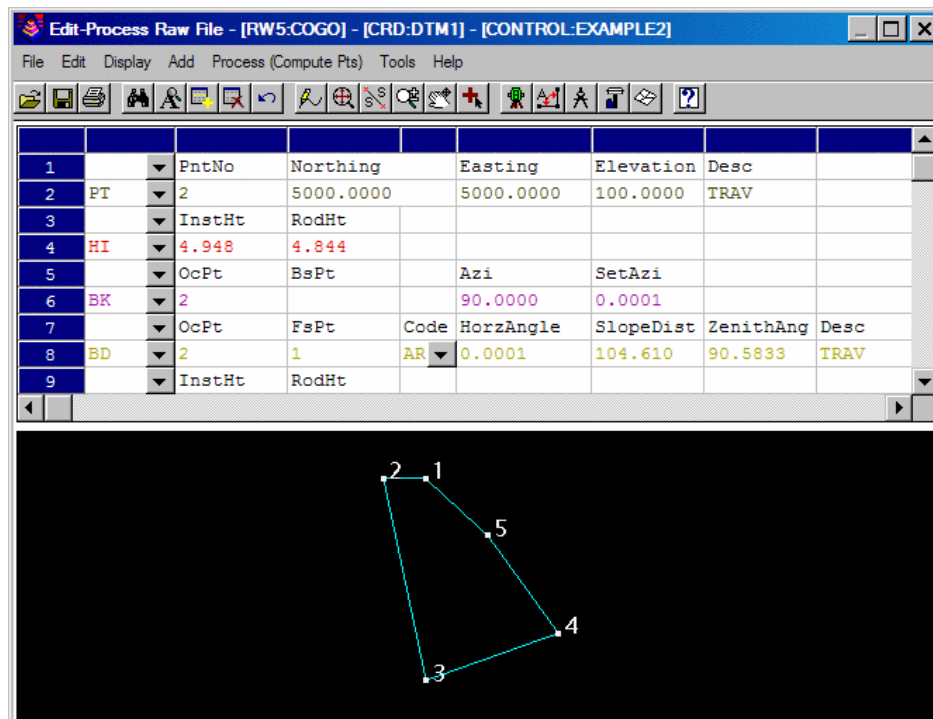 Edit-Process Raw File - [RW5:COGO] - [CRD:DTM1] - [CONTROL:EXAMPLE2]
File Edit Display Add Process (Compute Pts) Tools Help
1 PntNo Northing Easting Elevation Desc
2 PT 2 5000.0000 5000.0000 100.0000 TRAV
3 InstHt RodHt
4 HI 4.948 4.844
5 OcPt BsPt Azi SetAzi
6 BK 2 90.0000 0.0001
7 OcPt FsPt Code HorzAngle SlopeDist ZenithAng Desc
8 BD 2 1 AR 0.0001 104.610 90.5833 TRAV
9 InstHt RodHt
2 1
5
4
3